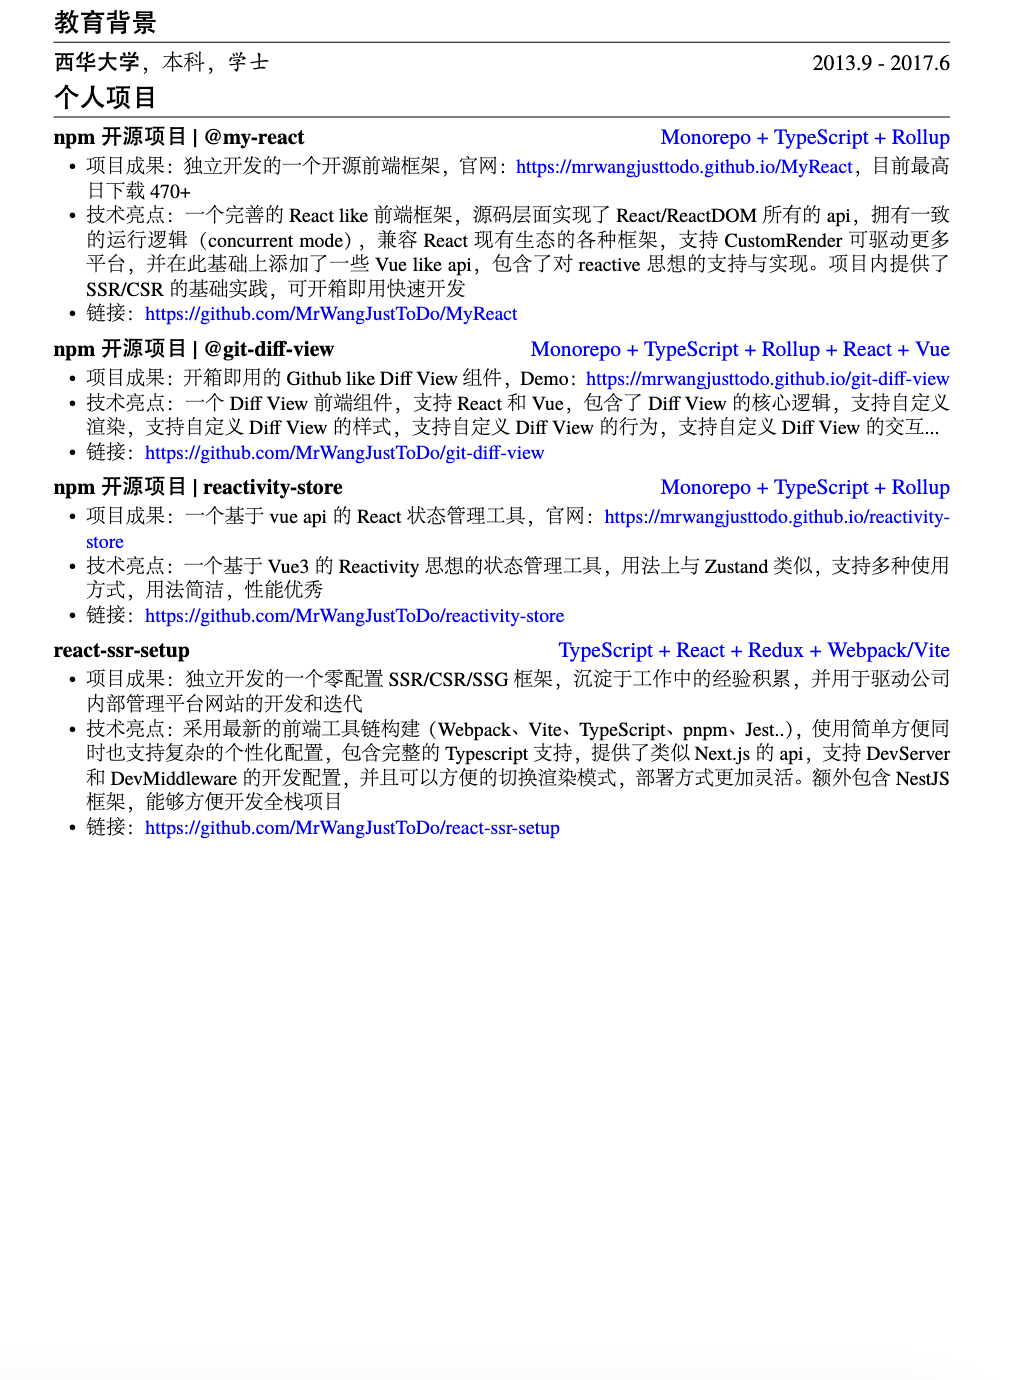 教育背景
西华大学，本科，学士 2013.9 - 2017.6
个人项目
npm 开源项目 | @my-react Monorepo + TypeScript + Rollup
• 项目成果：独立开发的一个开源前端框架，官网：https://mrwangjusttodo.github.io/MyReact，目前最高
日下载 470+
• 技术亮点：一个完善的 React like 前端框架，源码层面实现了 React/ReactDOM 所有的 api，拥有一致
的运行逻辑（concurrent mode），兼容 React 现有生态的各种框架，支持 CustomRender 可驱动更多
平台，并在此基础上添加了一些 Vue like api，包含了对 reactive 思想的支持与实现。项目内提供了
SSR/CSR 的基础实践，可开箱即用快速开发
• 链接：https://github.com/MrWangJustToDo/MyReact
npm 开源项目 | @git-diff-view Monorepo + TypeScript + Rollup + React + Vue
• 项目成果：开箱即用的 Github like Diff View 组件，Demo：https://mrwangjusttodo.github.io/git-diff-view
• 技术亮点：一个 Diff View 前端组件，支持 React 和 Vue，包含了 Diff View 的核心逻辑，支持自定义
渲染，支持自定义 Diff View 的样式，支持自定义 Diff View 的行为，支持自定义 Diff View 的交互...
• 链接：https://github.com/MrWangJustToDo/git-diff-view
npm 开源项目 | reactivity-store Monorepo + TypeScript + Rollup
• 项目成果：一个基于 vue api 的 React 状态管理工具，官网：https://mrwangjusttodo.github.io/reactivity-
store
• 技术亮点：一个基于 Vue3 的 Reactivity 思想的状态管理工具，用法上与 Zustand 类似，支持多种使用
方式，用法简洁，性能优秀
• 链接：https://github.com/MrWangJustToDo/reactivity-store
react-ssr-setup TypeScript + React + Redux + Webpack/Vite
• 项目成果：独立开发的一个零配置 SSR/CSR/SSG 框架，沉淀于工作中的经验积累，并用于驱动公司
内部管理平台网站的开发和迭代
• 技术亮点：采用最新的前端工具链构建（Webpack、Vite、TypeScript、pnpm、Jest..），使用简单方便同
时也支持复杂的个性化配置，包含完整的 Typescript 支持，提供了类似 Next.js 的 api，支持 DevServer
和 DevMiddleware 的开发配置，并且可以方便的切换渲染模式，部署方式更加灵活。额外包含 NestJS
框架，能够方便开发全栈项目
• 链接：https://github.com/MrWangJustToDo/react-ssr-setup